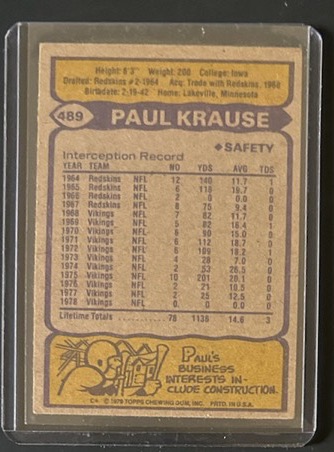 Height: 6'3" Weight: 200 College: Iowa
Drafted: Redskins #2-1964 Acq: Trade with Redskins, 1968
Birthdate: 2-19-42 Home: Lakeville, Minnesota
489 PAUL KRAUSE
SAFETY
Interception Record
YEAR TEAM NO YDS AVG TDS
1964 Redskins NFL 12 140 11.7 1
1965 Redskins NFL 6 118 19.7 0
1966 Redskins NFL 2 0 0.0 0
1967 Redskins NFL 8 75 9.4 0
1968 Vikings NFL 7 82 11.7 0
1969 Vikings NFL 5 82 16.4 1
1970 Vikings NFL 6 90 15.0 0
1971 Vikings NFL 6 112 18.7 0
1972 Vikings NFL 6 109 18.2 1
1973 Vikings NFL 4 28 7.0 0
1974 Vikings NFL 2 53 26.5 0
1975 Vikings NFL 10 201 20.1 0
1976 Vikings NFL 2 21 10.5 0
1977 Vikings NFL 2 25 12.5 0
1978 Vikings NFL 0 0 0.0 0
Lifetime Totals 78 1136 14.6 3
PAUL'S
BUSINESS
INTERESTS IN-
CLUDE CONSTRUCTION.
© 1979 TOPPS CHEWING GUM, INC. PRTD. IN U.S.A.